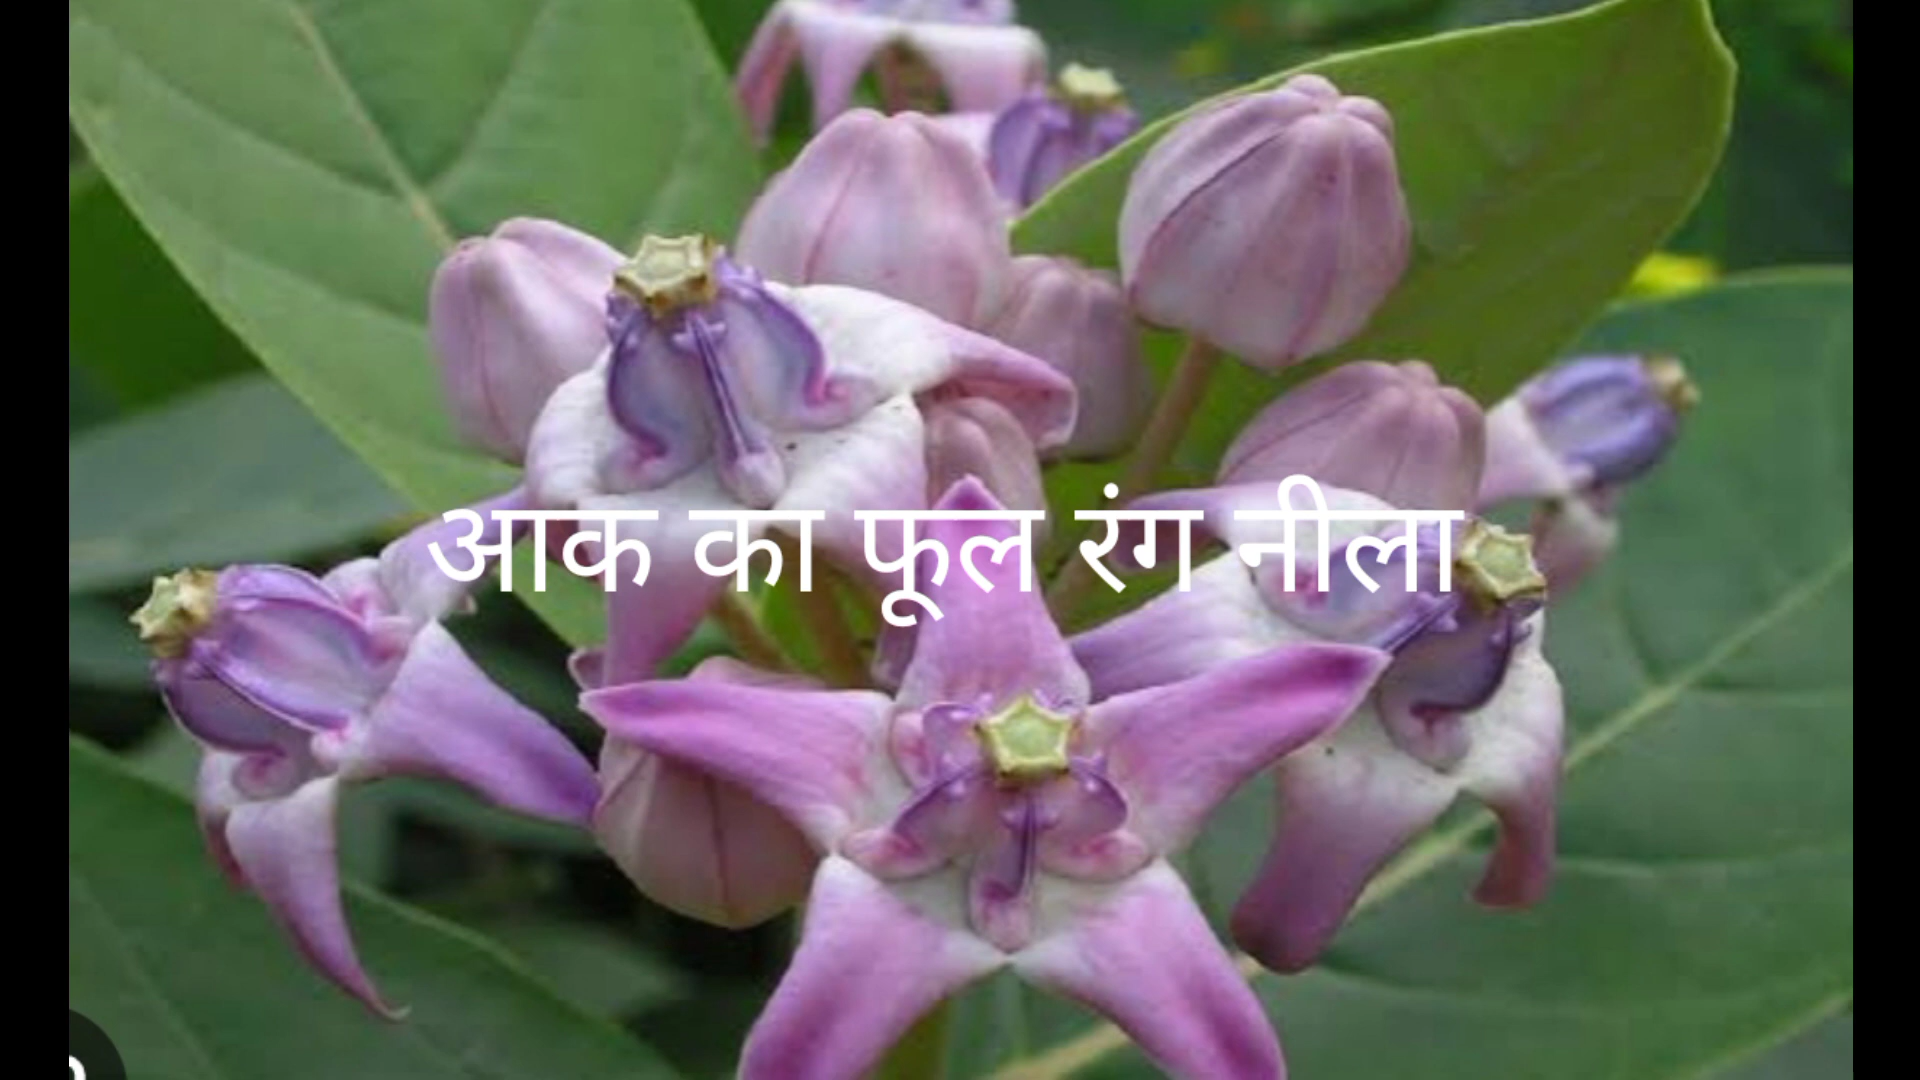 आक का फूल रंग नीला